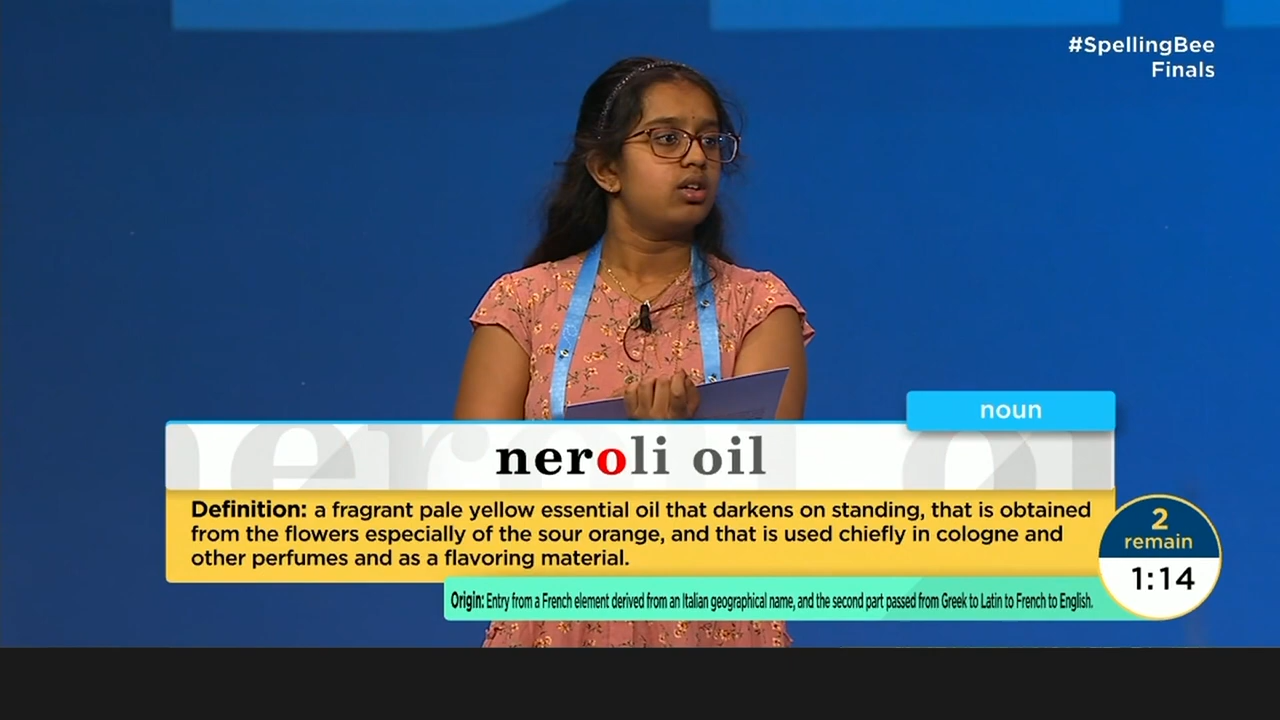 #SpellingBee
Finals
noun
neroli oil
Definition: a fragrant pale yellow essential oil that darkens on standing, that is obtained
from the flowers especially of the sour orange, and that is used chiefly in cologne and
other perfumes and as a flavoring material.
2
remain
1:14
Origin: Entry from a French element derived from an Italian geographical name, and the second part passed from Greek to Latin to French to English.